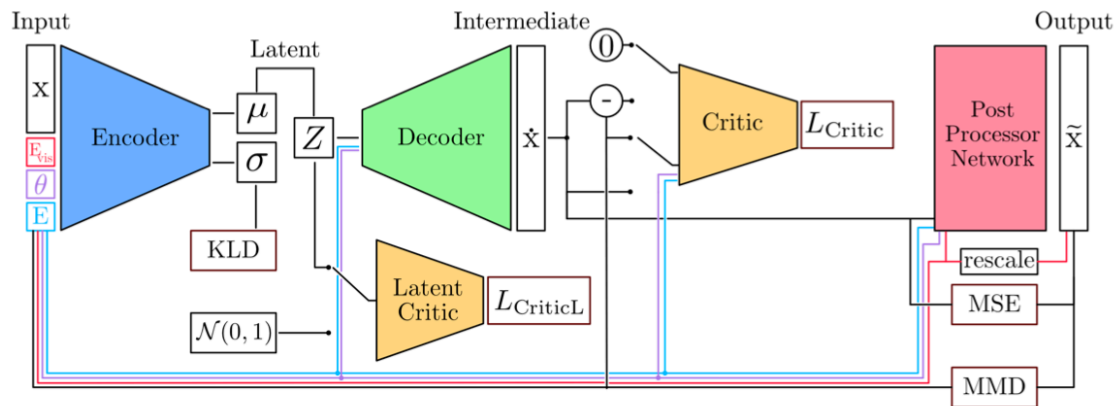 Input
Latent
Intermediate
Output
x
E_vis
θ
E
Encoder
μ
σ
KLD
Z
N(0, 1)
Decoder
ẋ
Latent
Critic
L_CriticL
0
-
Critic
L_Critic
Post
Processor
Network
x̃
rescale
MSE
MMD